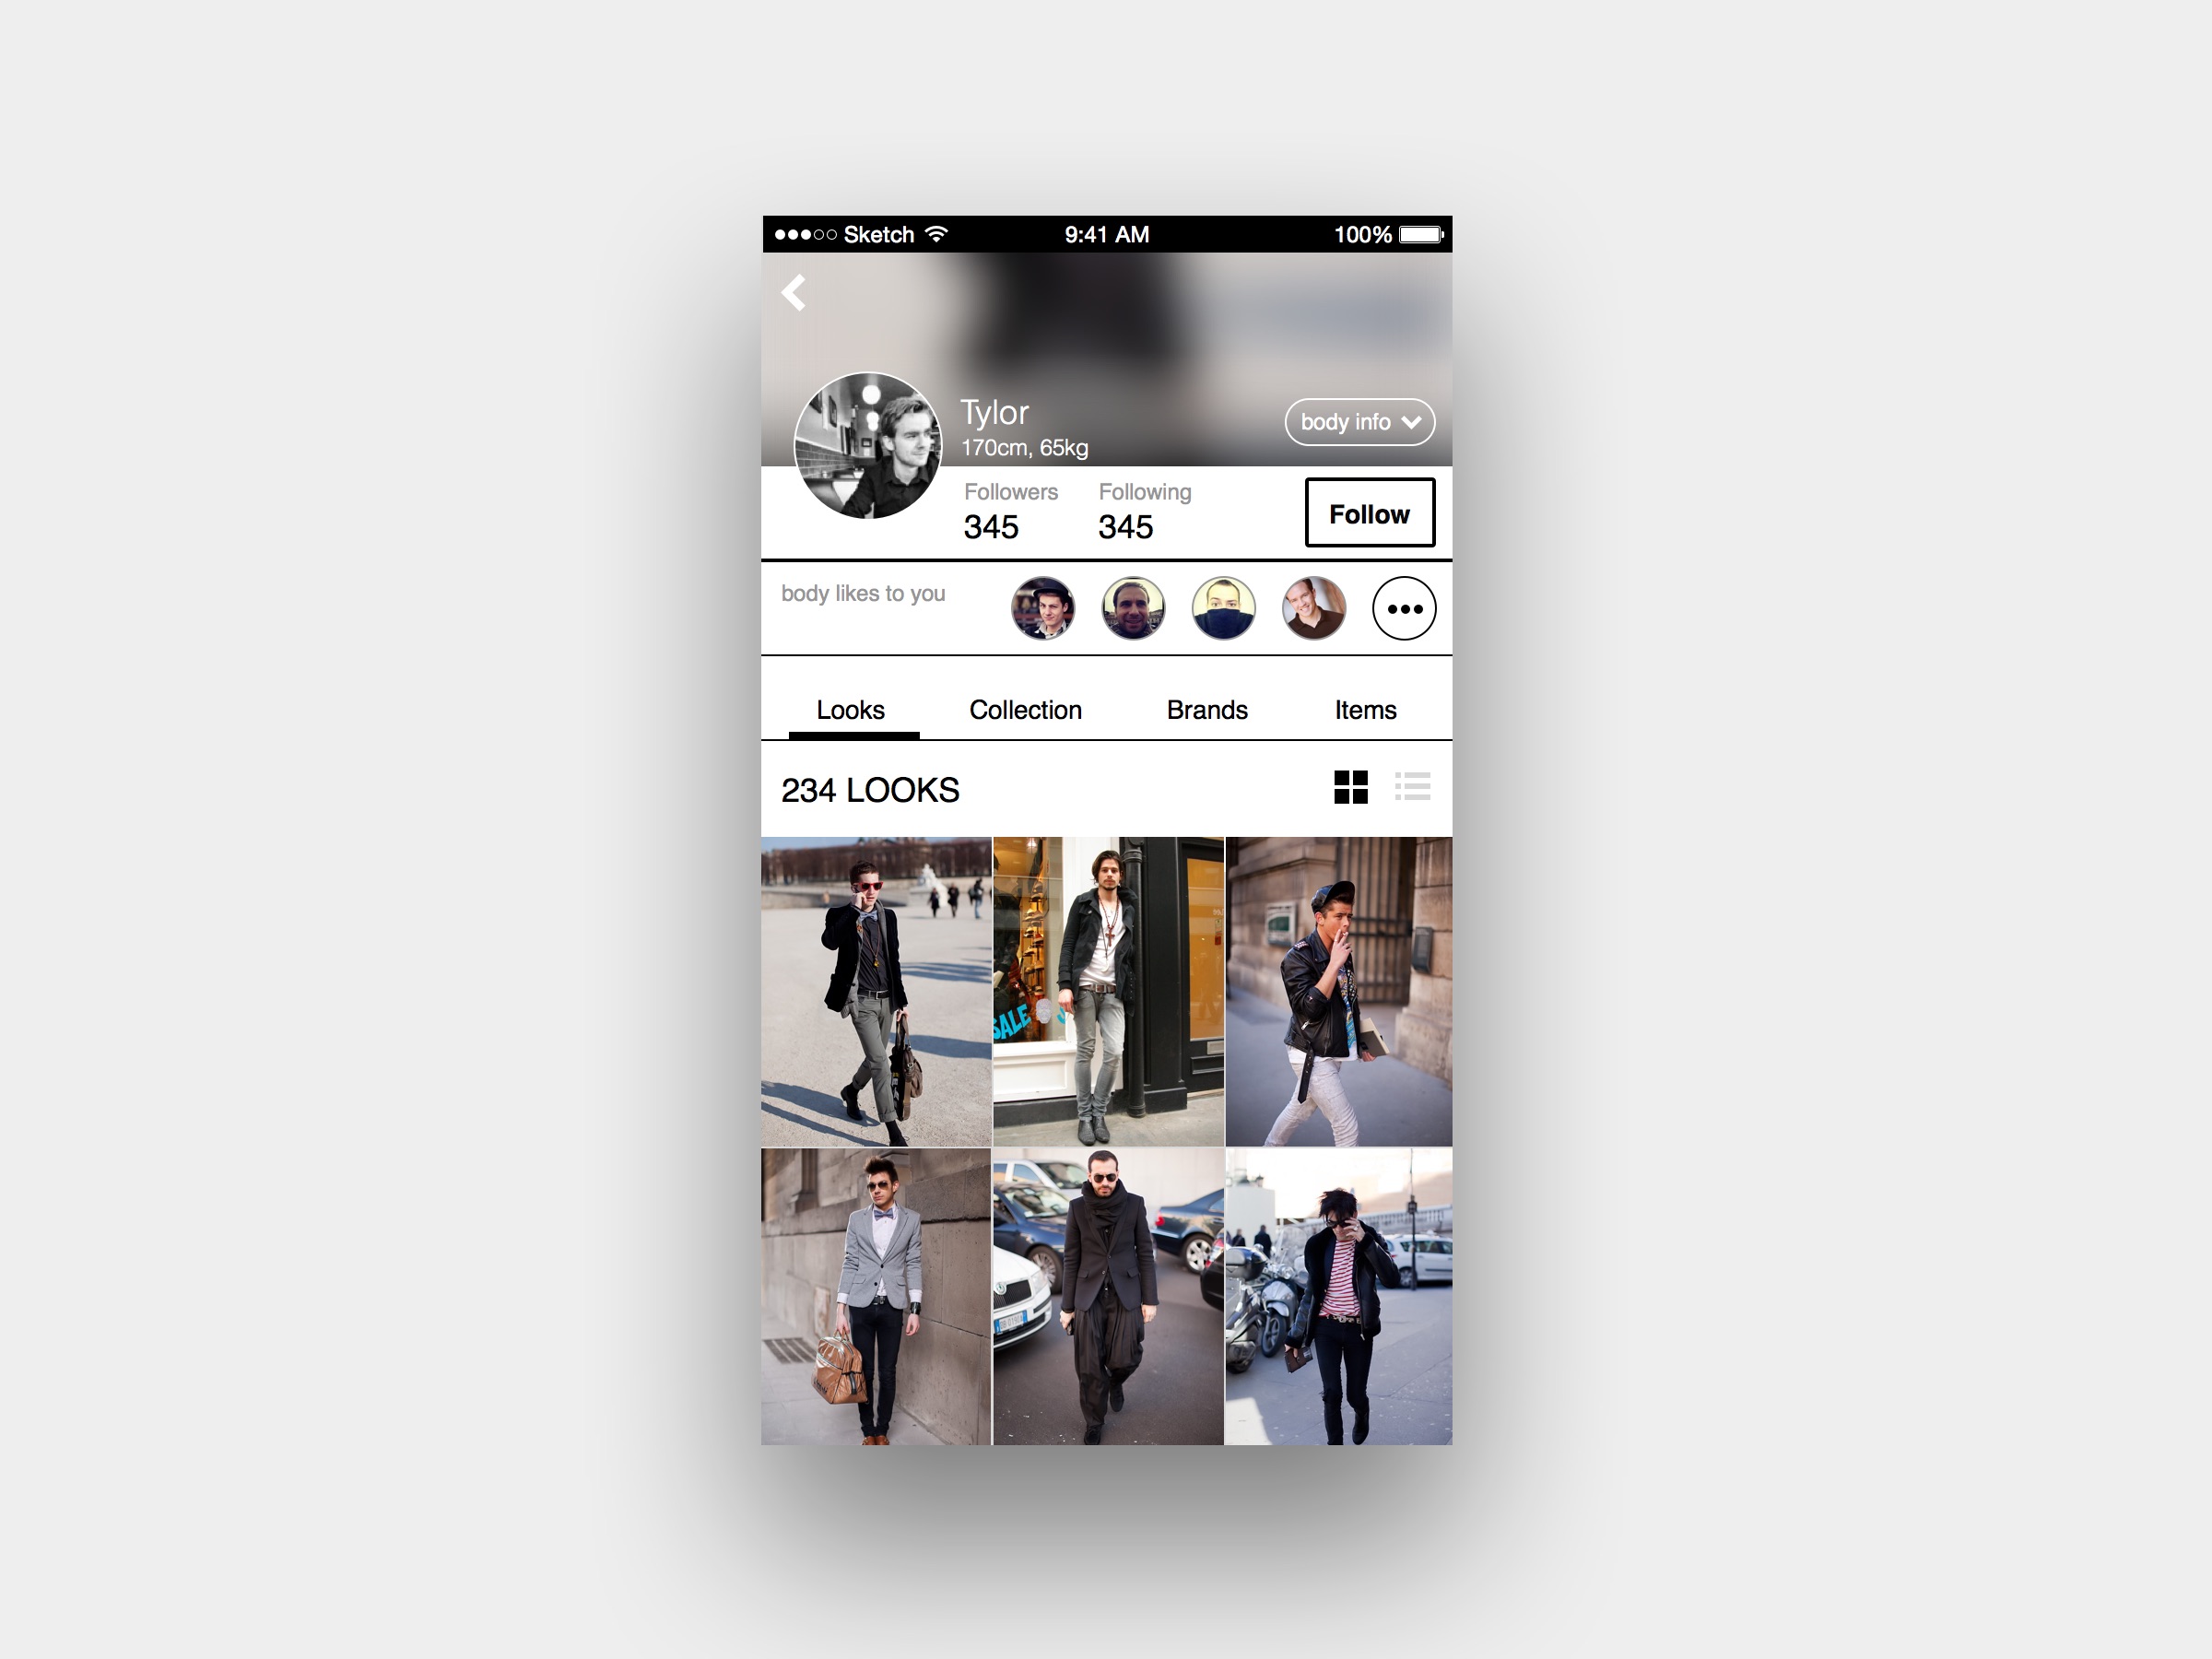 Sketch 9:41 AM 100%
Tylor
170cm, 65kg
body info
Followers Following
345 345
Follow
body likes to you
Looks Collection Brands Items
234 LOOKS
SALE